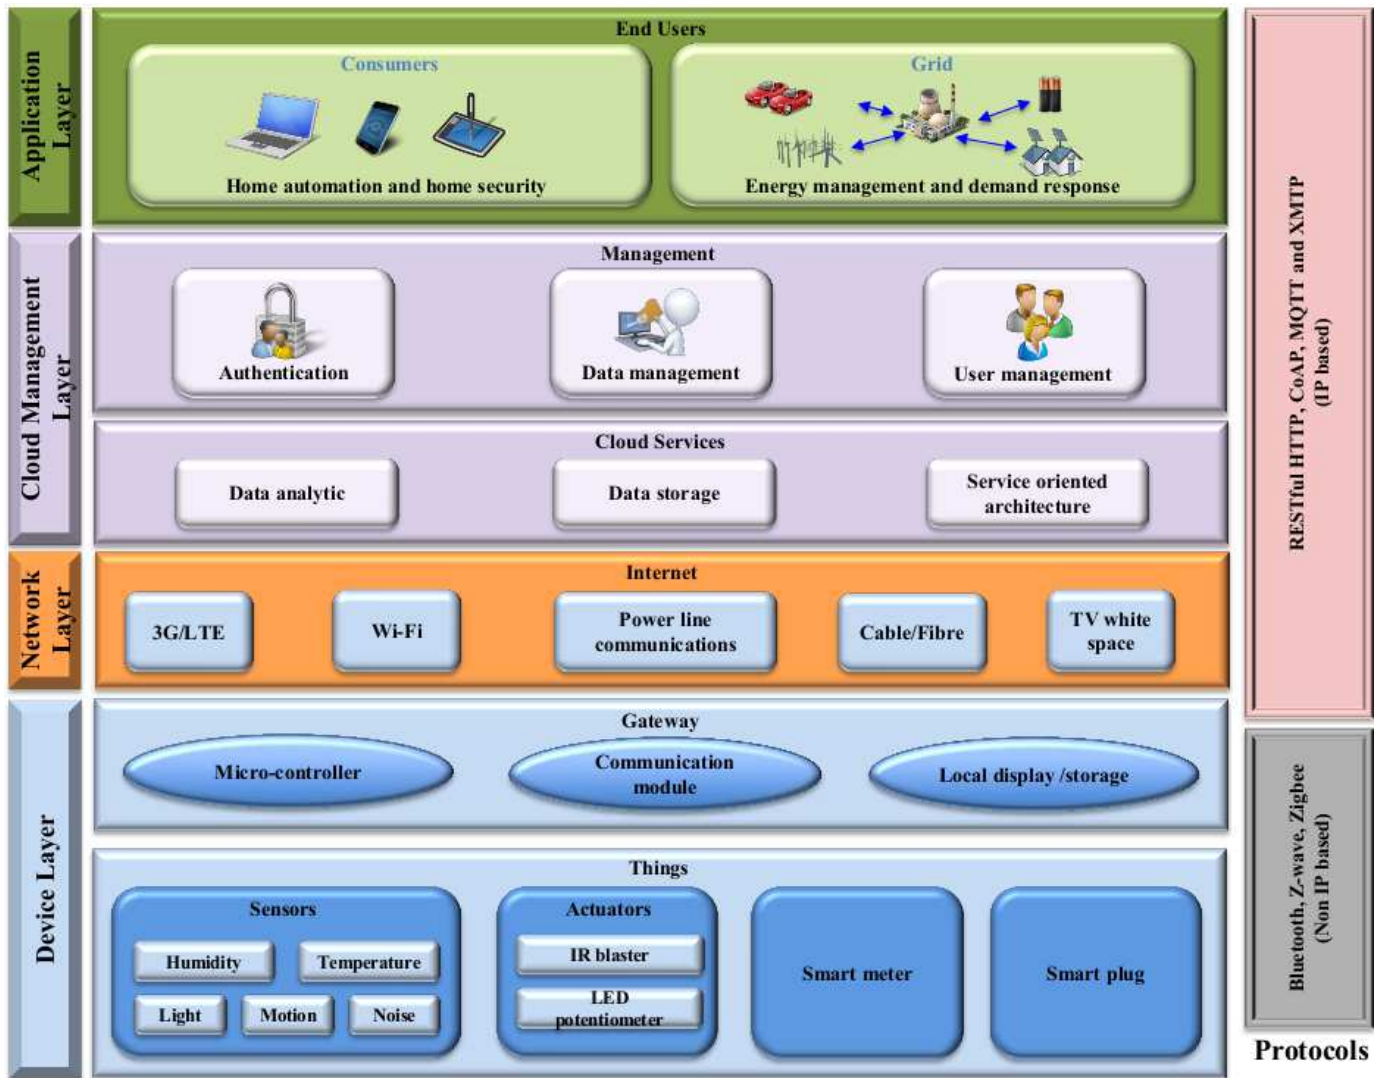 Application
Layer
End Users
Consumers
Home automation and home security
Grid
Energy management and demand response
Cloud Management
Layer
Management
Authentication
Data management
User management
Cloud Services
Data analytic
Data storage
Service oriented
architecture
Network
Layer
Internet
3G/LTE
Wi-Fi
Power line
communications
Cable/Fibre
TV white
space
Device Layer
Gateway
Micro-controller
Communication
module
Local display /storage
Things
Sensors
Humidity
Temperature
Light
Motion
Noise
Actuators
IR blaster
LED
potentiometer
Smart meter
Smart plug
RESTful HTTP, CoAP, MQTT and XMTP
(IP based)
Bluetooth, Z-wave, Zigbee
(Non IP based)
Protocols